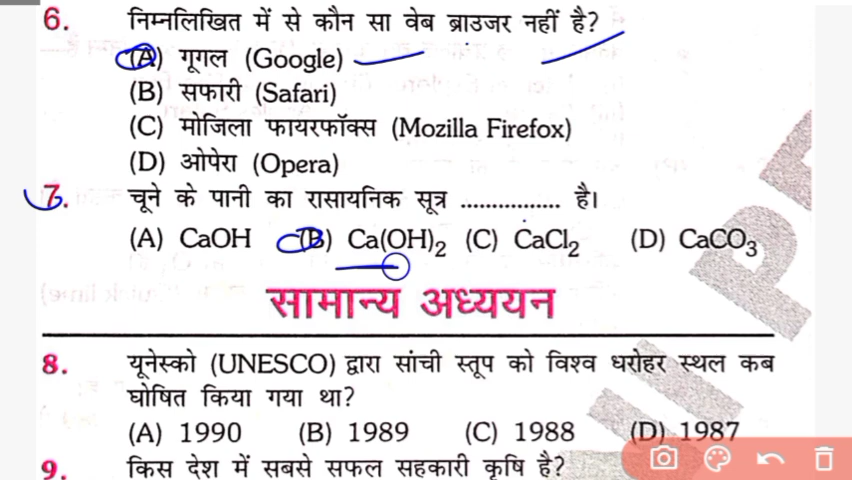 6. निम्नलिखित में से कौन सा वेब ब्राउजर नहीं है?
(A) गूगल (Google)
(B) सफारी (Safari)
(C) मोजिला फायरफॉक्स (Mozilla Firefox)
(D) ओपेरा (Opera)
7. चूने के पानी का रासायनिक सूत्र ................. है।
(A) CaOH (B) Ca(OH)₂ (C) CaCl₂ (D) CaCO₃
सामान्य अध्ययन
8. यूनेस्को (UNESCO) द्वारा सांची स्तूप को विश्व धरोहर स्थल कब
घोषित किया गया था?
(A) 1990 (B) 1989 (C) 1988 (D) 1987
9. किस देश में सबसे सफल सहकारी कृषि है?